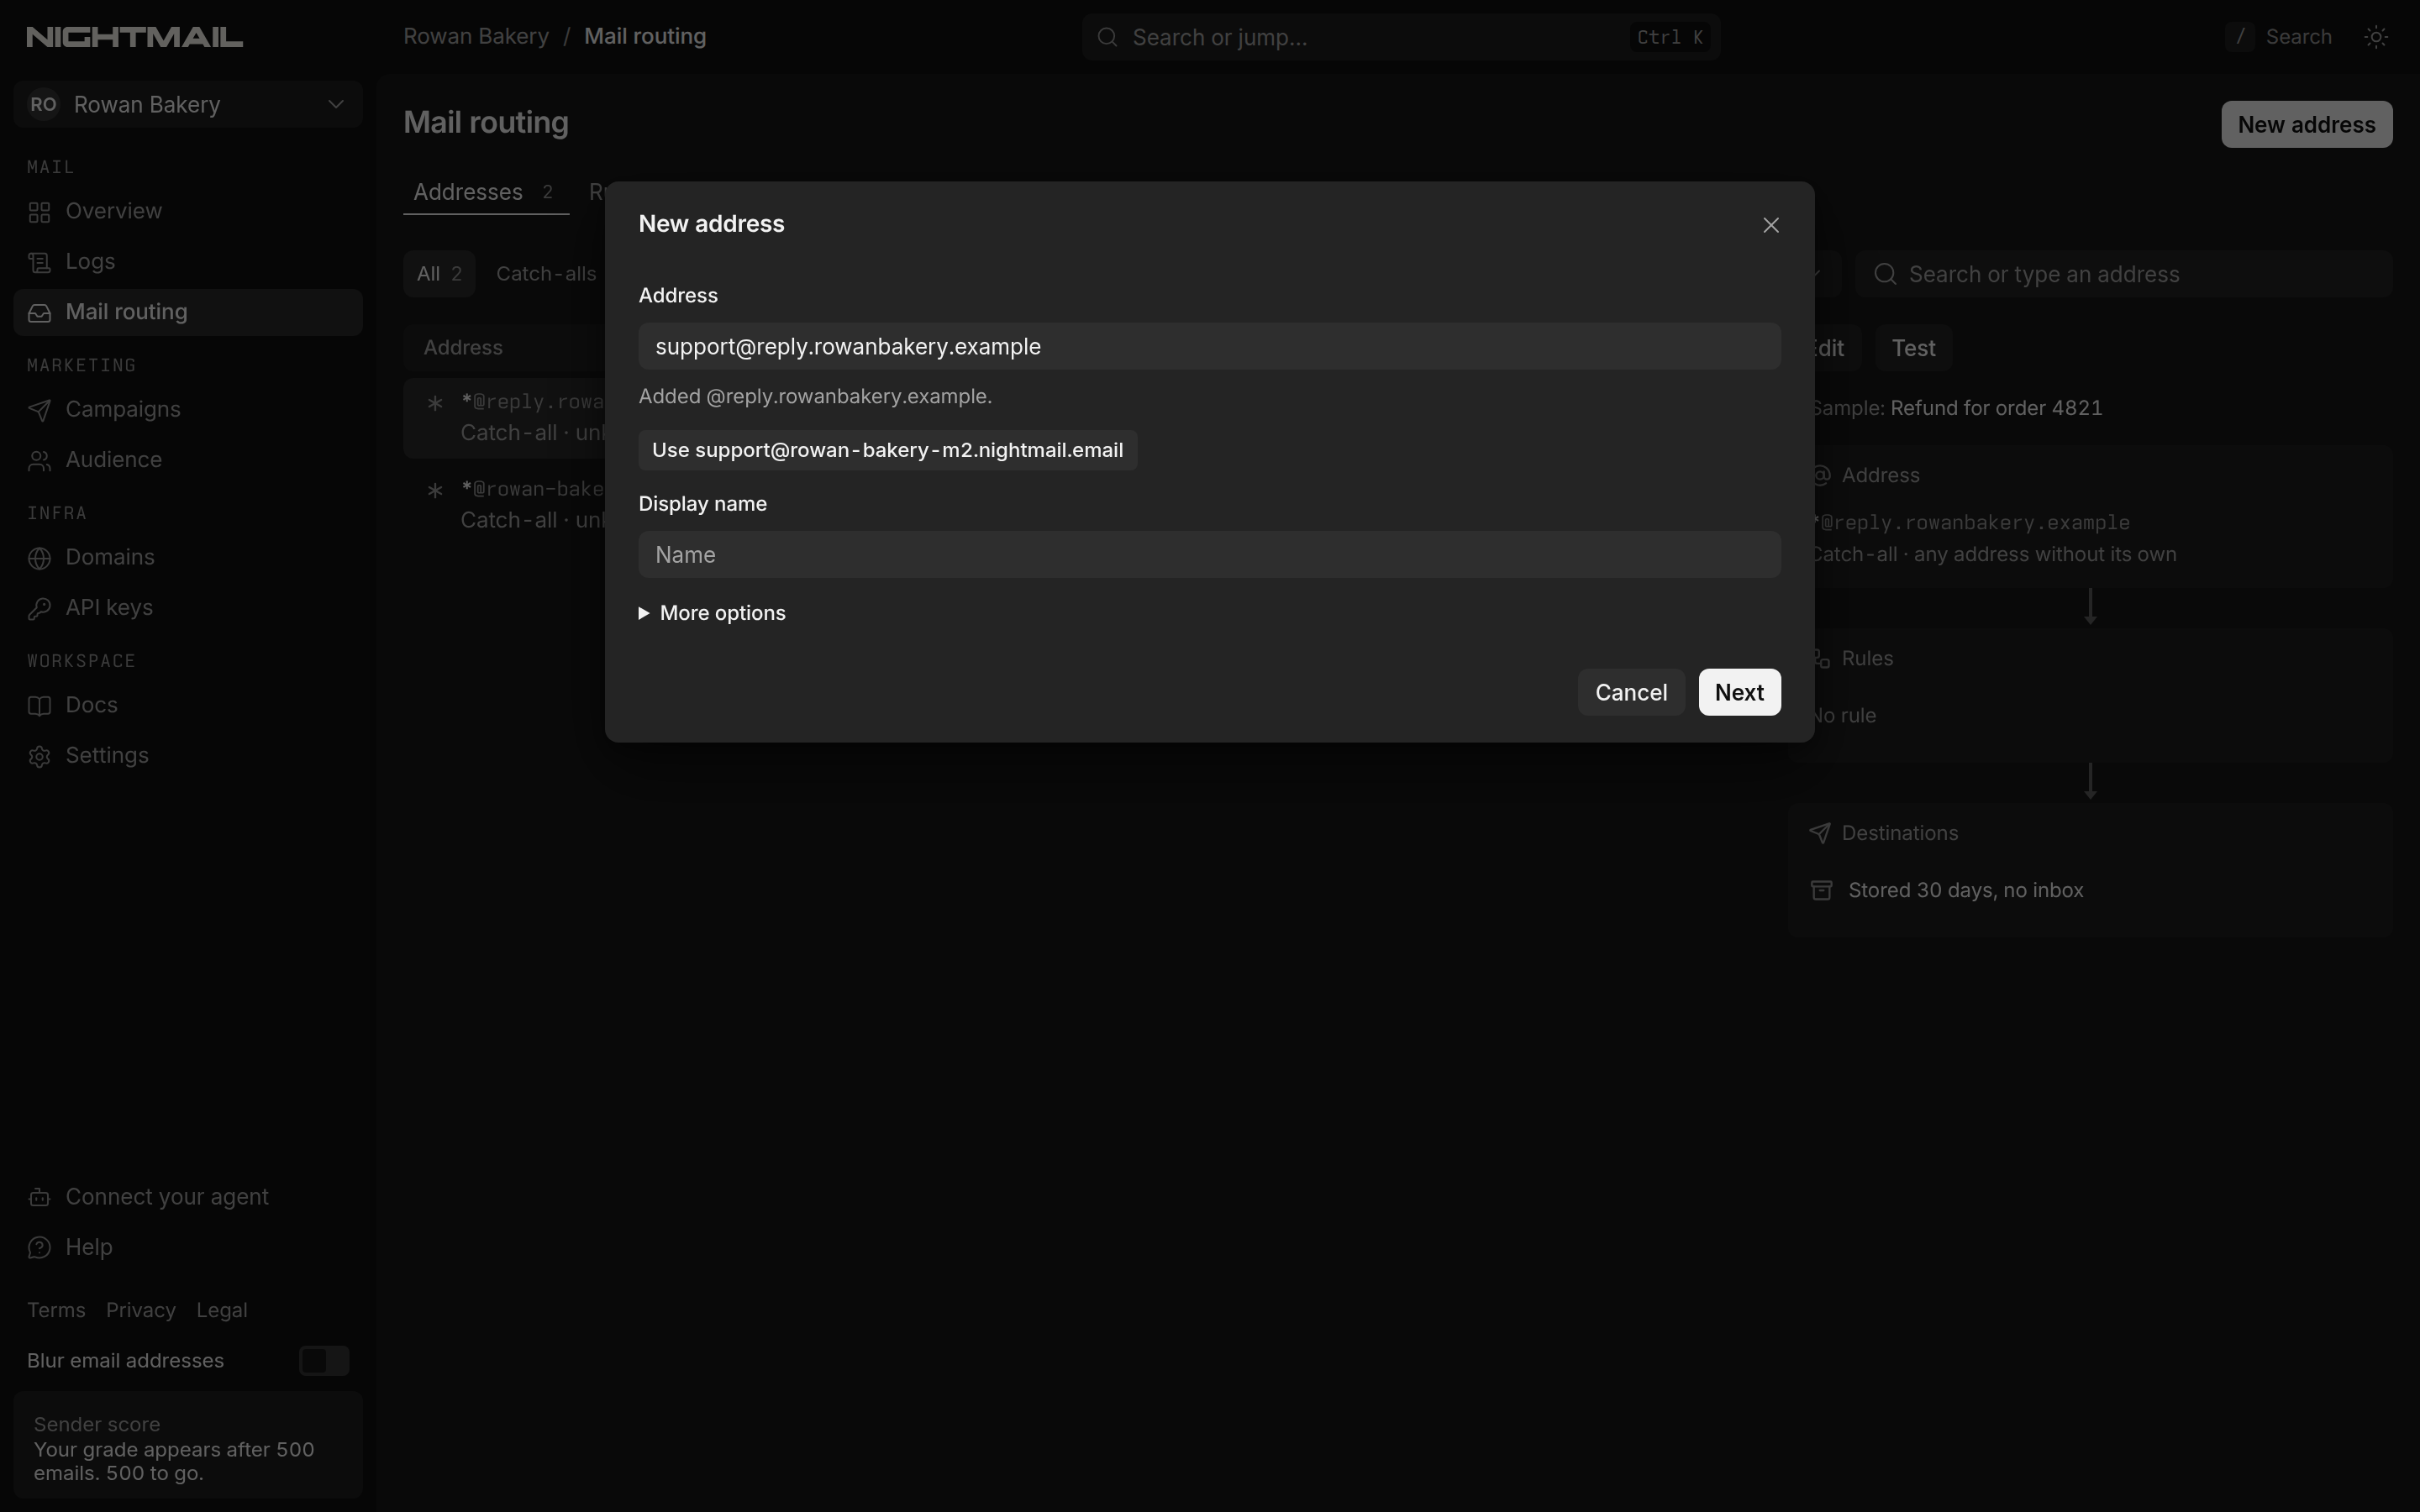 NIGHTMAIL
Rowan Bakery / Mail routing
Search or jump...
Ctrl K
/ Search
RO Rowan Bakery
MAIL
Overview
Logs
Mail routing
MARKETING
Campaigns
Audience
INFRA
Domains
API keys
WORKSPACE
Docs
Settings
Connect your agent
Help
Terms Privacy Legal
Blur email addresses
Sender score
Your grade appears after 500
emails. 500 to go.
Mail routing
New address
Addresses 2
All 2 Catch-alls
Search or type an address
Address
*@reply.rowa
Catch-all ·
*@rowan-bake
Catch-all ·
New address
Address
support@reply.rowanbakery.example
Added @reply.rowanbakery.example.
Use support@rowan-bakery-m2.nightmail.email
Display name
Name
▶ More options
Cancel Next
Edit Test
Sample: Refund for order 4821
Address
*@reply.rowanbakery.example
Catch-all · any address without its own
Rules
No rule
Destinations
Stored 30 days, no inbox